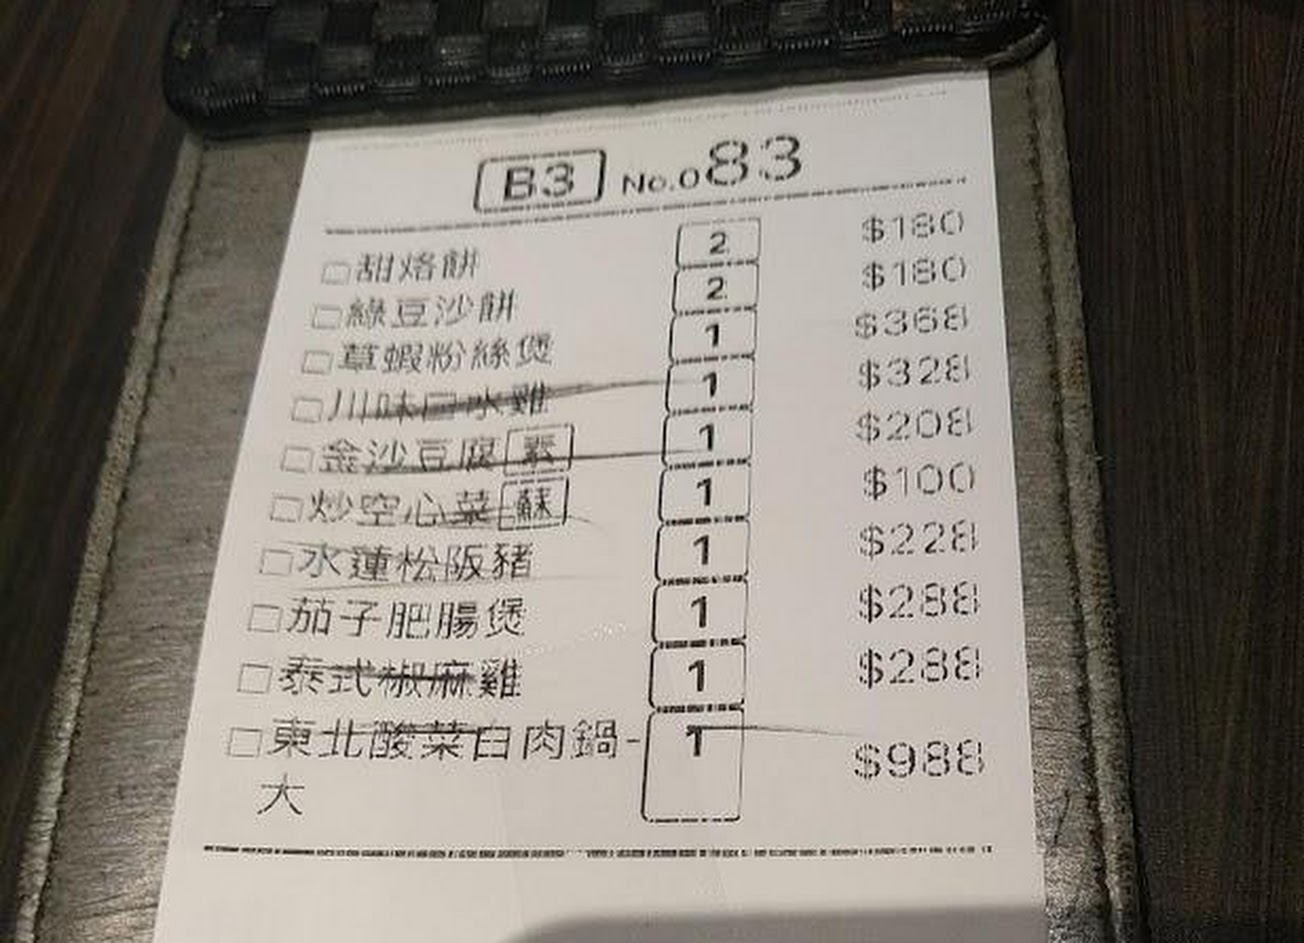 B3 No.083
□甜烙餅 2 $180
□綠豆沙餅 2 $180
□草蝦粉絲煲 1 $368
□川味口水雞 1 $328
□金沙豆腐 素 1 $208
□炒空心菜 蘇 1 $100
□水蓮松阪豬 1 $228
□茄子肥腸煲 1 $288
□泰式椒麻雞 1 $288
□東北酸菜白肉鍋- 1 $988
大